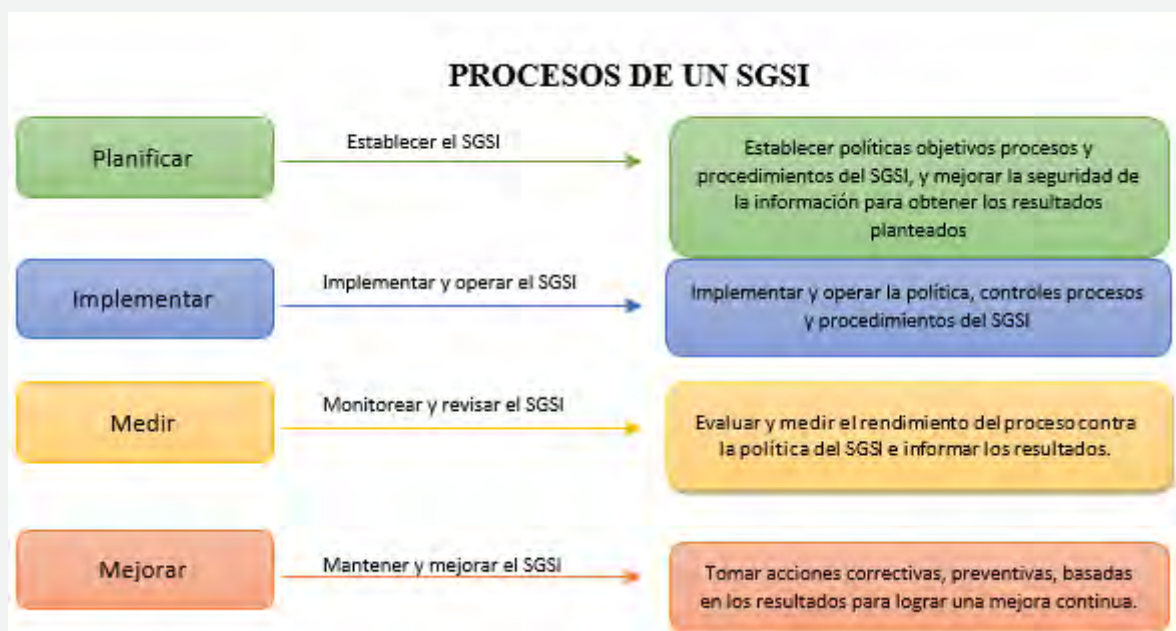 PROCESOS DE UN SGSI
Planificar
Establecer el SGSI
Establecer políticas objetivos procesos y
procedimientos del SGSI, y mejorar la seguridad de
la información para obtener los resultados
planteados
Implementar
Implementar y operar el SGSI
Implementar y operar la política, controles procesos
y procedimientos del SGSI
Medir
Monitorear y revisar el SGSI
Evaluar y medir el rendimiento del proceso contra
la política del SGSI e informar los resultados.
Mejorar
Mantener y mejorar el SGSI
Tomar acciones correctivas, preventivas, basadas
en los resultados para lograr una mejora continua.